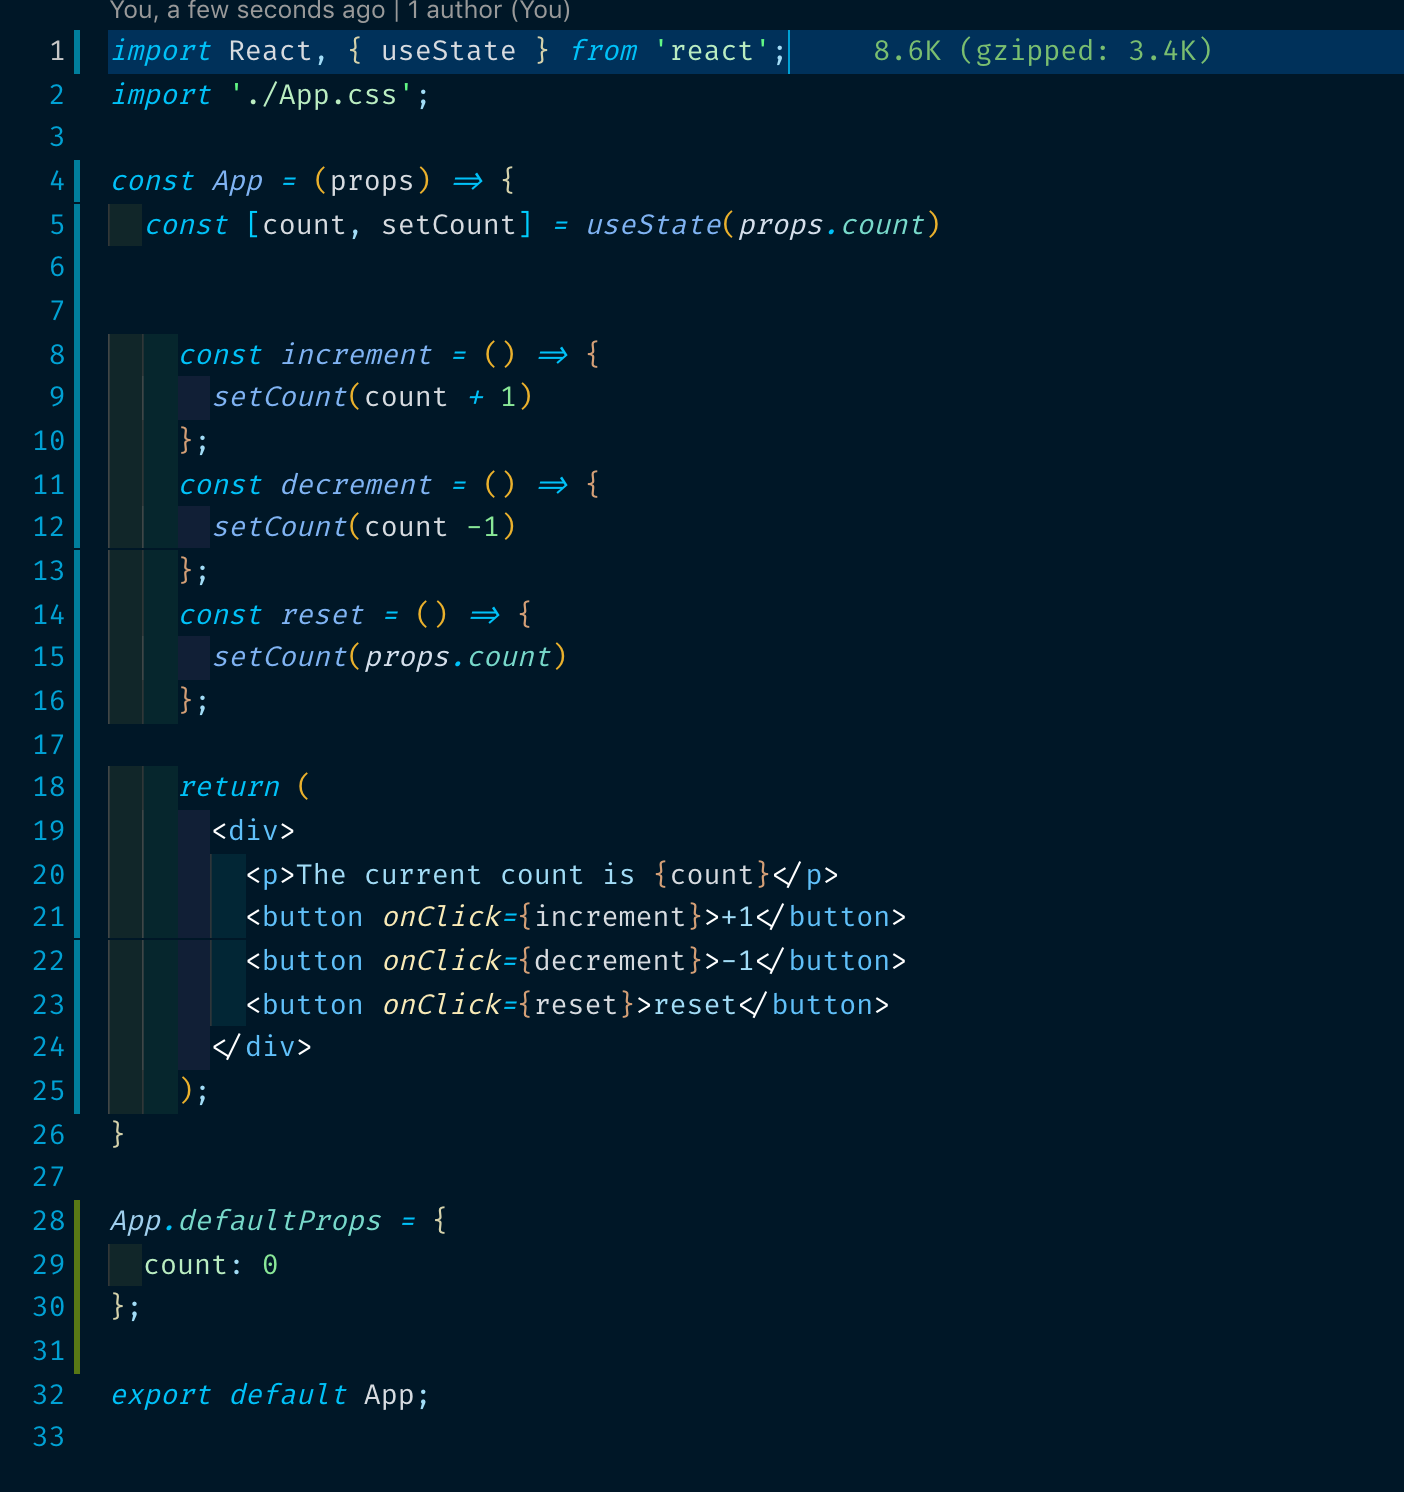 You, a few seconds ago | 1 author (You)
1 import React, { useState } from 'react'; 8.6K (gzipped: 3.4K)
2 import './App.css';
3
4 const App = (props) => {
5   const [count, setCount] = useState(props.count)
6
7
8     const increment = () => {
9       setCount(count + 1)
10     };
11     const decrement = () => {
12       setCount(count -1)
13     };
14     const reset = () => {
15       setCount(props.count)
16     };
17
18     return (
19       <div>
20         <p>The current count is {count}</p>
21         <button onClick={increment}>+1</button>
22         <button onClick={decrement}>-1</button>
23         <button onClick={reset}>reset</button>
24       </div>
25     );
26 }
27
28 App.defaultProps = {
29   count: 0
30 };
31
32 export default App;
33